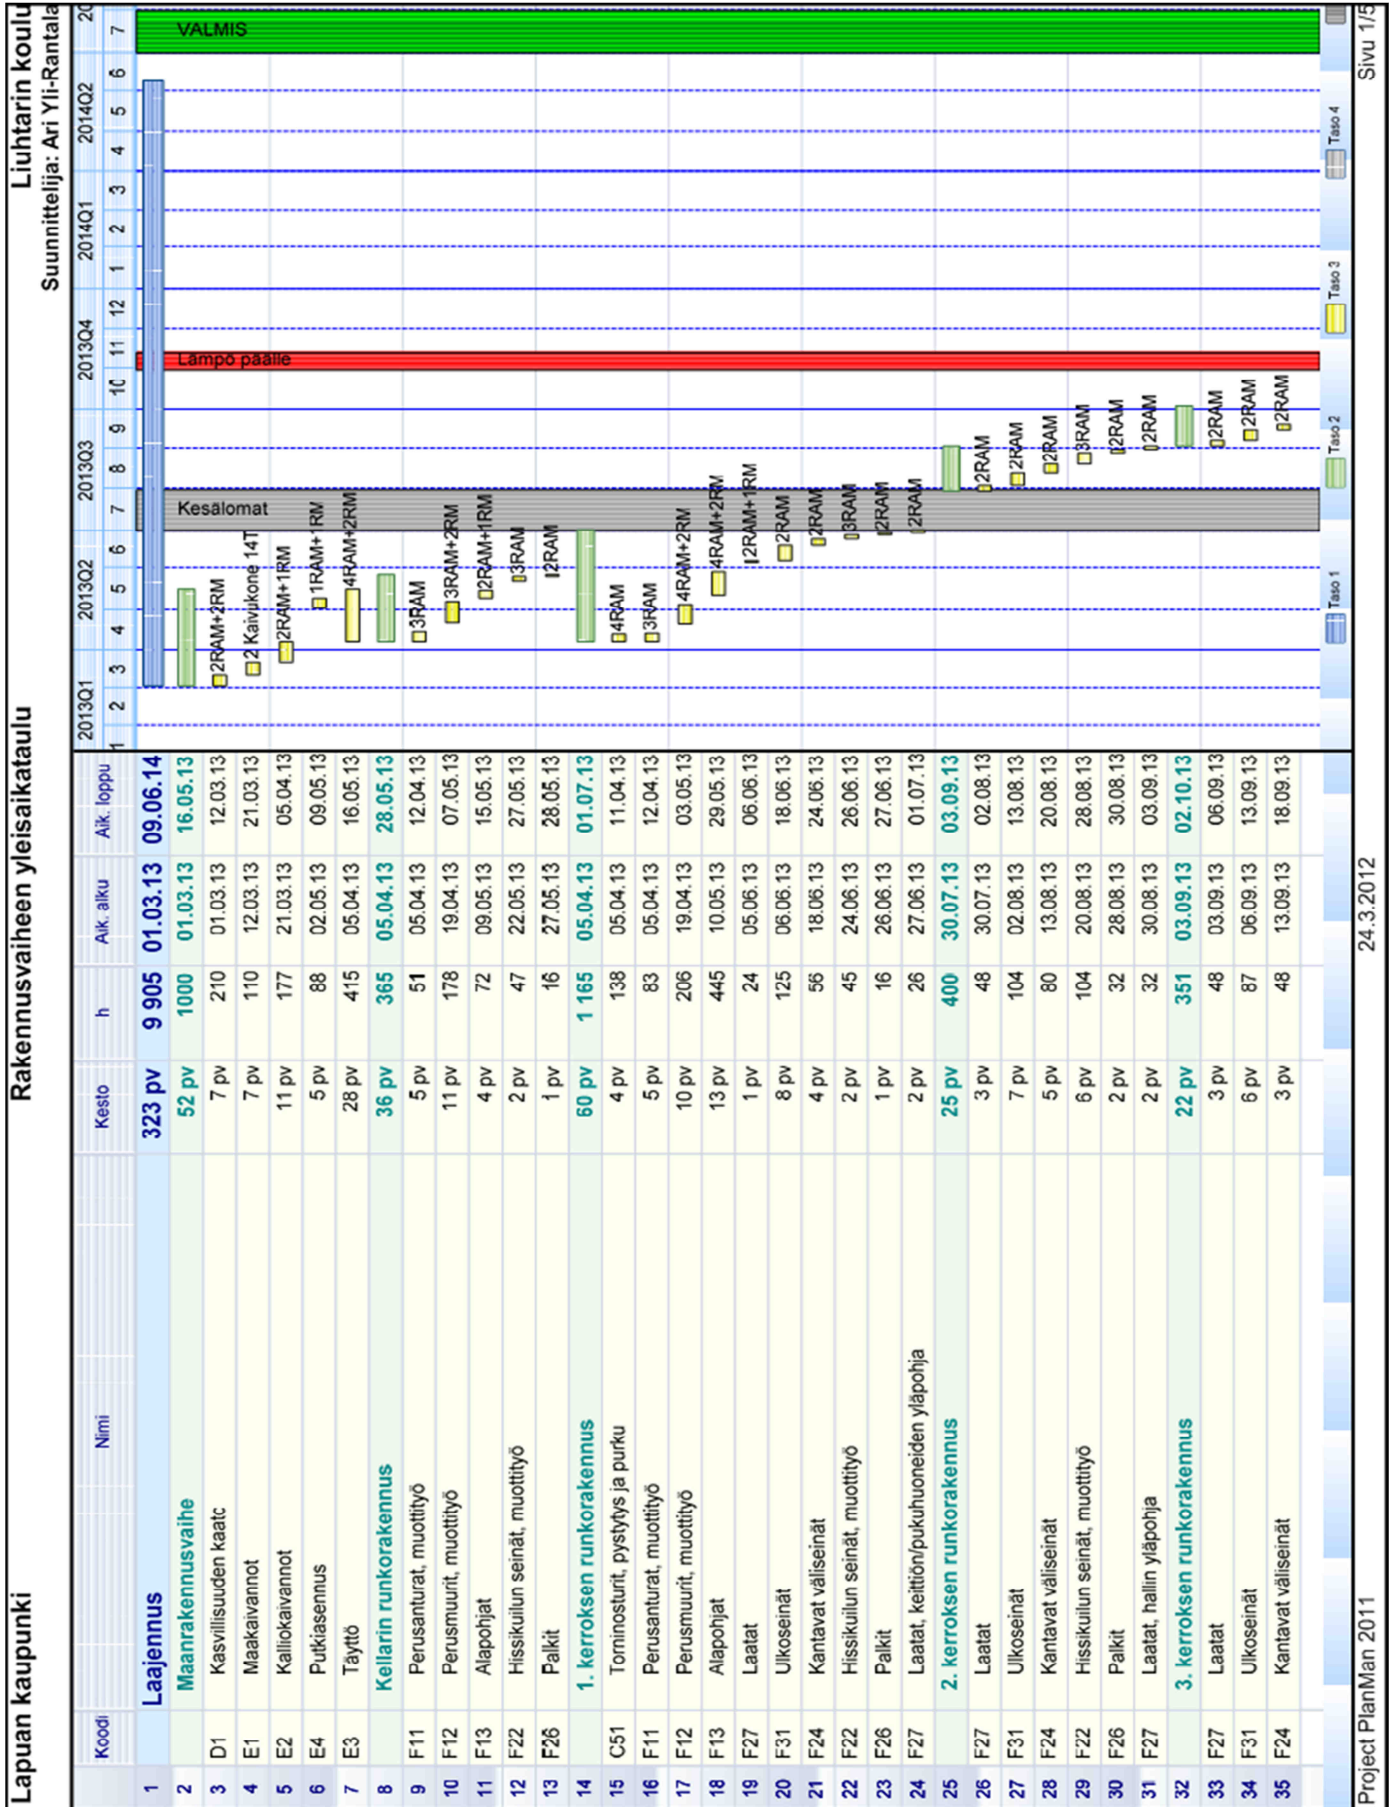 Lapuan kaupunki Rakennusvaiheen yleisaikataulu Liuhtarin koulu
Suunnittelija: Ari Yli-Rantala
Koodi Nimi Kesto h Aik. alku Aik. loppu 2013Q1 2013Q2 2013Q3 2013Q4 2014Q1 2014Q2 20
1 2 3 4 5 6 7 8 9 10 11 12 1 2 3 4 5 6 7
1 Laajennus 323 pv 9 905 01.03.13 09.06.14
2 Maanrakennusvaihe 52 pv 1000 01.03.13 16.05.13
3 D1 Kasvillisuuden kaatc 7 pv 210 01.03.13 12.03.13 2RAM+2RM
4 E1 Maakaivannot 7 pv 110 12.03.13 21.03.13 2 Kaivukone 14T
5 E2 Kalliokaivannot 11 pv 177 21.03.13 05.04.13 2RAM+1RM
6 E4 Putkiasennus 5 pv 88 02.05.13 09.05.13 1RAM+1RM
7 E3 Täyttö 28 pv 415 05.04.13 16.05.13 4RAM+2RM
8 Kellarin runkorakennus 36 pv 365 05.04.13 28.05.13
9 F11 Perusanturat, muottityö 5 pv 51 05.04.13 12.04.13 3RAM
10 F12 Perusmuurit, muottityö 11 pv 178 19.04.13 07.05.13 3RAM+2RM
11 F13 Alapohjat 4 pv 72 09.05.13 15.05.13 2RAM+1RM
12 F22 Hissikuilun seinät, muottityö 2 pv 47 22.05.13 27.05.13 3RAM
13 F26 Palkit 1 pv 16 27.05.13 28.05.13 2RAM
14 1. kerroksen runkorakennus 60 pv 1 165 05.04.13 01.07.13
15 C51 Torninosturit, pystytys ja purku 4 pv 138 05.04.13 11.04.13 4RAM
16 F11 Perusanturat, muottityö 5 pv 83 05.04.13 12.04.13 3RAM
17 F12 Perusmuurit, muottityö 10 pv 206 19.04.13 03.05.13 4RAM+2RM
18 F13 Alapohjat 13 pv 445 10.05.13 29.05.13 4RAM+2RM
19 F27 Laatat 1 pv 24 05.06.13 06.06.13 2RAM+1RM
20 F31 Ulkoseinät 8 pv 125 06.06.13 18.06.13 2RAM
21 F24 Kantavat väliseinät 4 pv 56 18.06.13 24.06.13 2RAM
22 F22 Hissikuilun seinät, muottityö 2 pv 45 24.06.13 26.06.13 3RAM
23 F26 Palkit 1 pv 16 26.06.13 27.06.13 2RAM
24 F27 Laatat, keittiön/pukuhuoneiden yläpohja 2 pv 26 27.06.13 01.07.13 2RAM
25 2. kerroksen runkorakennus 25 pv 400 30.07.13 03.09.13
26 F27 Laatat 3 pv 48 30.07.13 02.08.13 2RAM
27 F31 Ulkoseinät 7 pv 104 02.08.13 13.08.13 2RAM
28 F24 Kantavat väliseinät 5 pv 80 13.08.13 20.08.13 2RAM
29 F22 Hissikuilun seinät, muottityö 6 pv 104 20.08.13 28.08.13 3RAM
30 F26 Palkit 2 pv 32 28.08.13 30.08.13 2RAM
31 F27 Laatat, hallin yläpohja 2 pv 32 30.08.13 03.09.13 2RAM
32 3. kerroksen runkorakennus 22 pv 351 03.09.13 02.10.13
33 F27 Laatat 3 pv 48 03.09.13 06.09.13 2RAM
34 F31 Ulkoseinät 6 pv 87 06.09.13 13.09.13 2RAM
35 F24 Kantavat väliseinät 3 pv 48 13.09.13 18.09.13 2RAM
Kesälomat
Lämpö päälle
VALMIS
Taso 1 Taso 2 Taso 3 Taso 4
Project PlanMan 2011 24.3.2012 Sivu 1/5